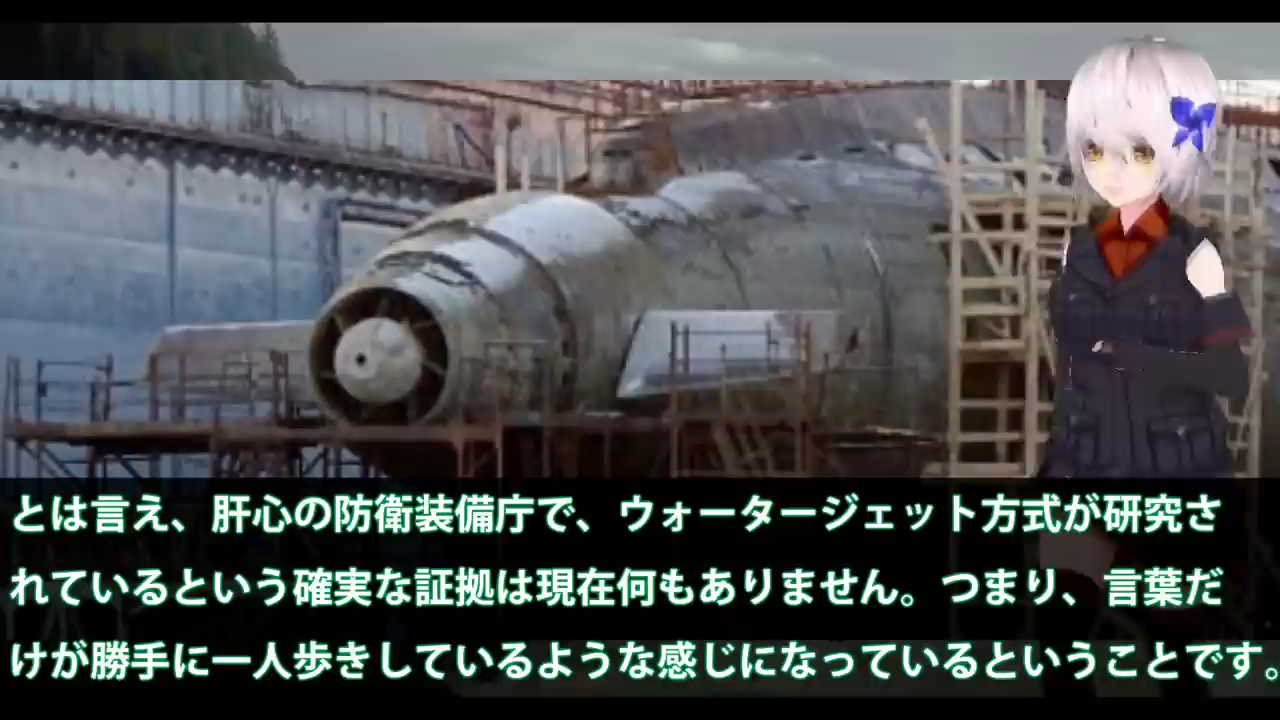 とは言え、肝心の防衛装備庁で、ウォータージェット方式が研究さ
れているという確実な証拠は現在何もありません。つまり、言葉だ
けが勝手に一人歩きしているような感じになっているということです。